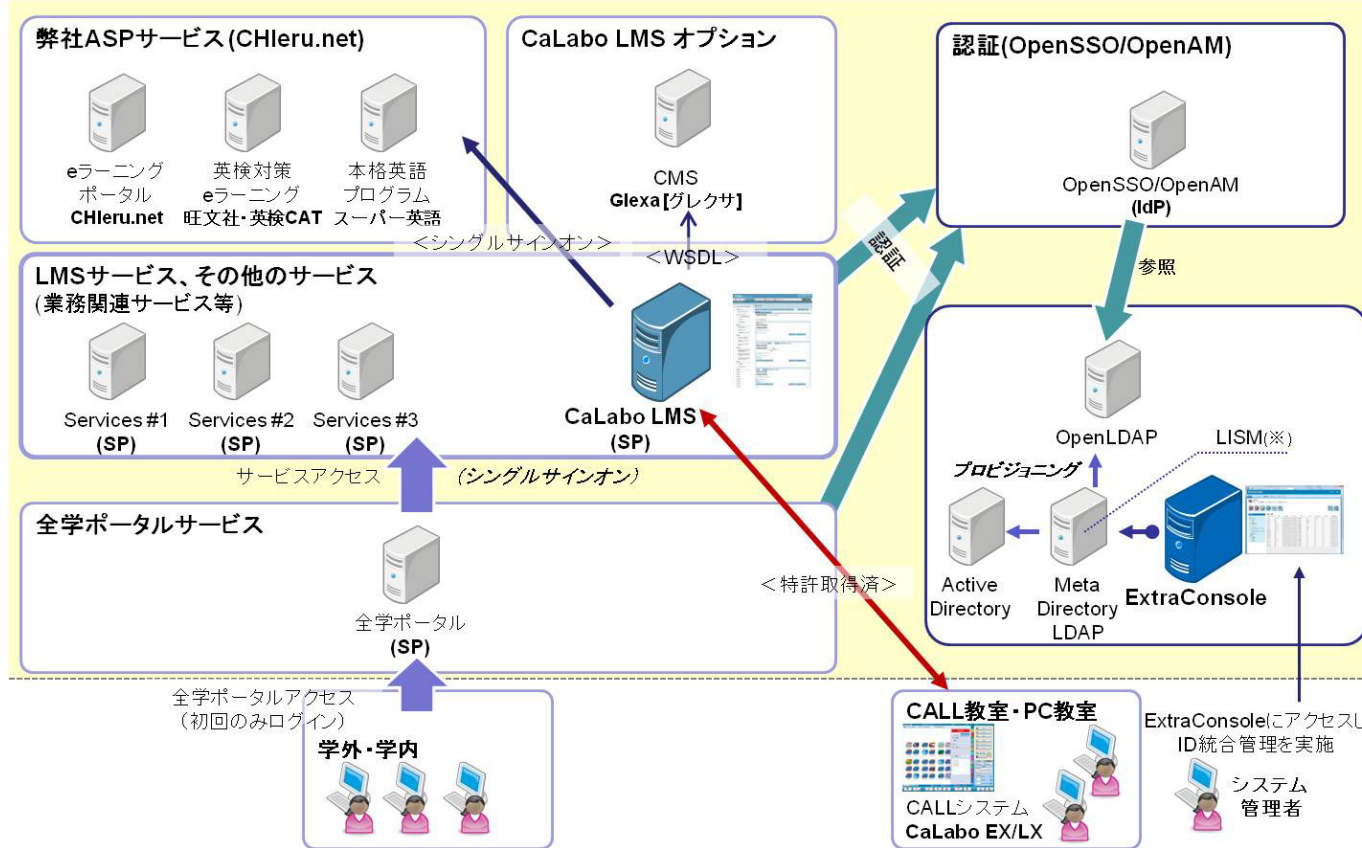 弊社ASPサービス(CHIeru.net)
eラーニング
ポータル
CHIeru.net
英検対策
eラーニング
旺文社・英検CAT
本格英語
プログラム
スーパー英語
CaLabo LMS オプション
CMS
Glexa[グレクサ]
認証(OpenSSO/OpenAM)
OpenSSO/OpenAM
(IdP)
<シングルサインオン>
<WSDL>
認証
参照
LMSサービス、その他のサービス
(業務関連サービス等)
Services #1
(SP)
Services #2
(SP)
Services #3
(SP)
CaLabo LMS
(SP)
サービスアクセス
(シングルサインオン)
OpenLDAP
LISM(※)
プロビジョニング
Active
Directory
Meta
Directory
LDAP
ExtraConsole
全学ポータルサービス
全学ポータル
(SP)
<特許取得済>
全学ポータルアクセス
(初回のみログイン)
学外・学内
CALL教室・PC教室
CALLシステム
CaLabo EX/LX
ExtraConsoleにアクセスし
ID統合管理を実施
システム
管理者